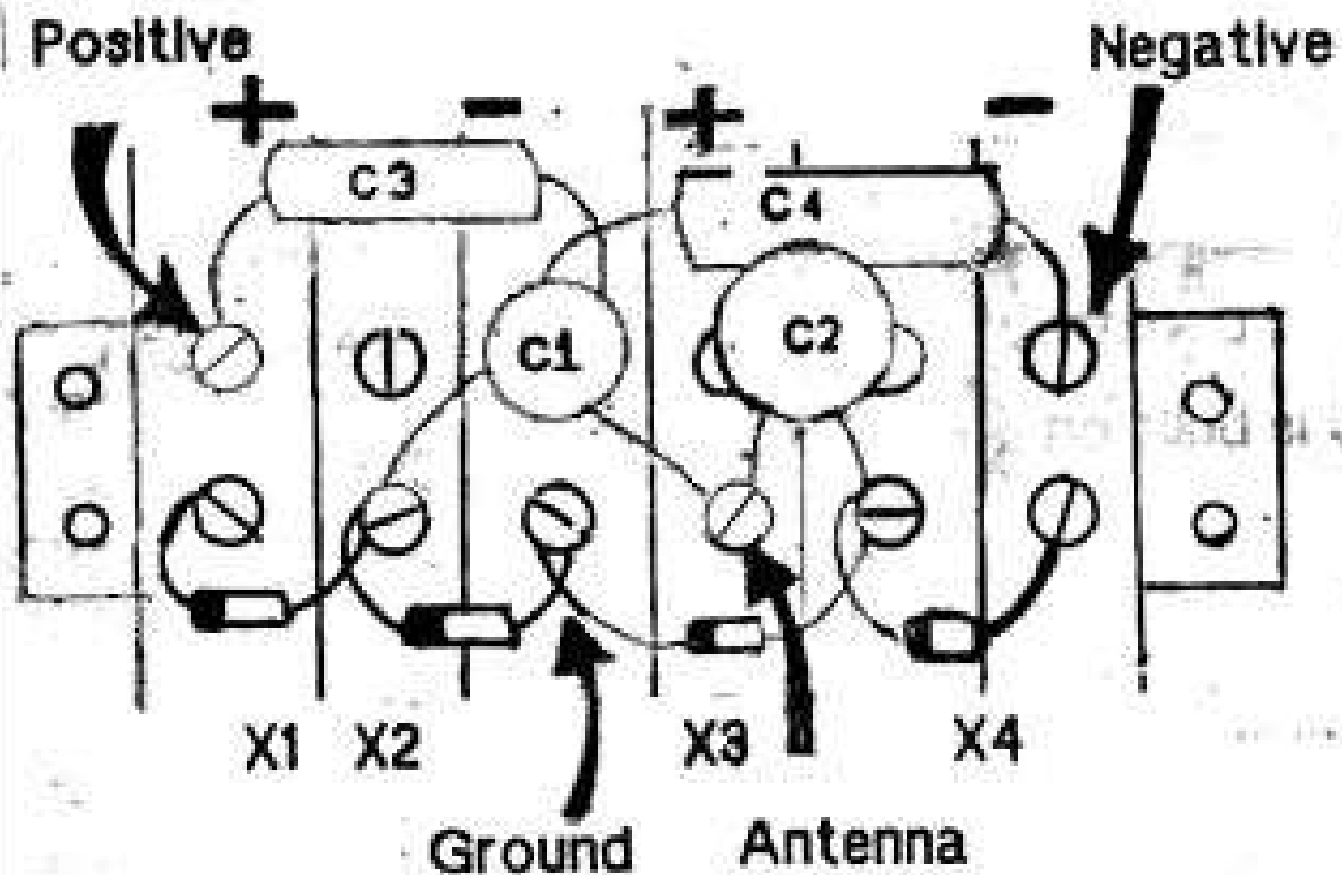 Positive
Negative
+ - + -
C3
C4
C1
C2
X1 X2 X3 X4
Ground Antenna